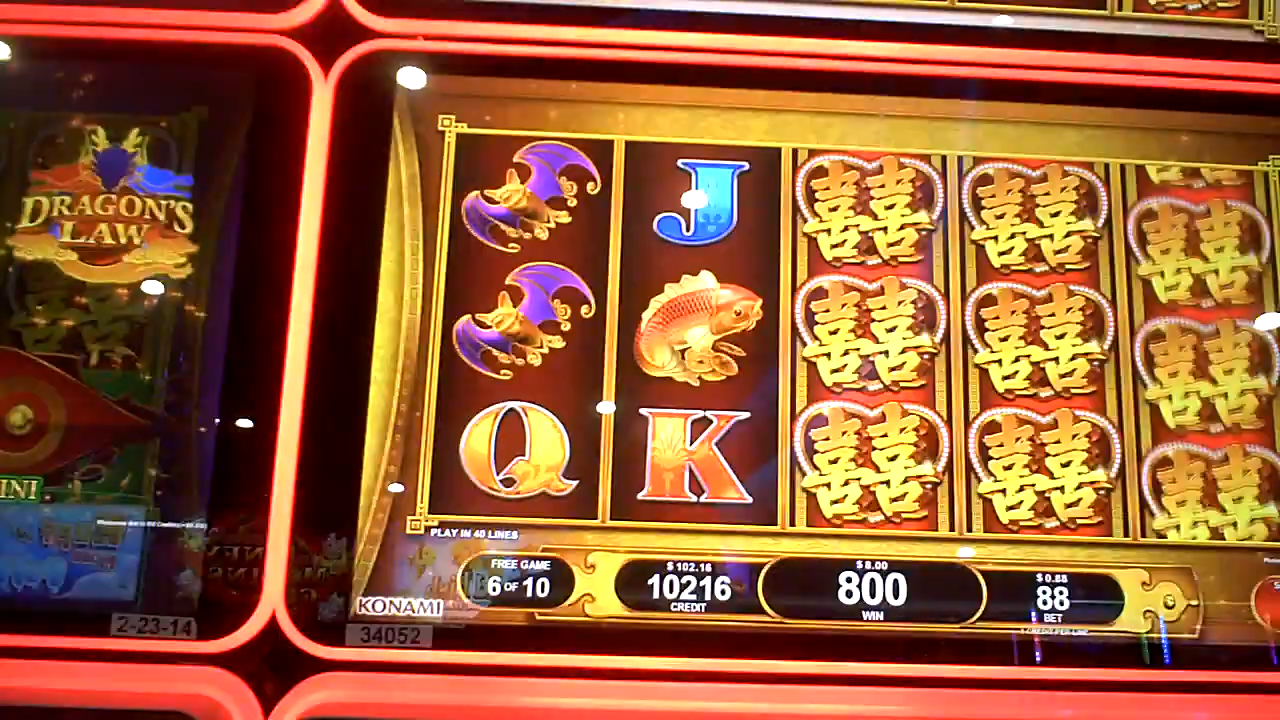 DRAGON'S
LAW
INI
2-23-14
J
Q
K
囍 囍
囍 囍 囍
囍 囍 囍
囍
PLAY IN 40 LINES
FREE GAME
6 OF 10
$ 102.16
10216
CREDIT
$ 8.00
800
WIN
$ 0.88
88
BET
KONAMI
34052